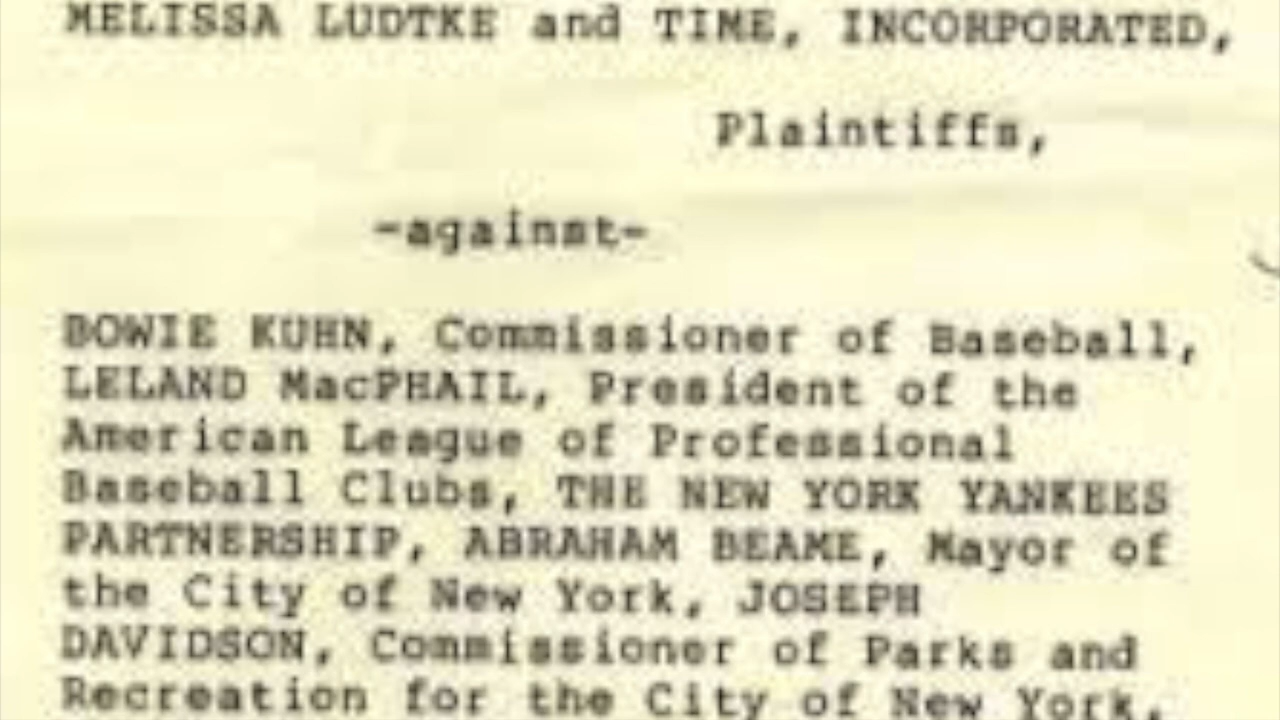 MELISSA LUDTKE and TIME, INCORPORATED,
Plaintiffs,
-against-
BOWIE KUHN, Commissioner of Baseball,
LELAND MacPHAIL, President of the
American League of Professional
Baseball Clubs, THE NEW YORK YANKEES
PARTNERSHIP, ABRAHAM BEAME, Mayor of
the City of New York, JOSEPH
DAVIDSON, Commissioner of Parks and
Recreation for the City of New York,